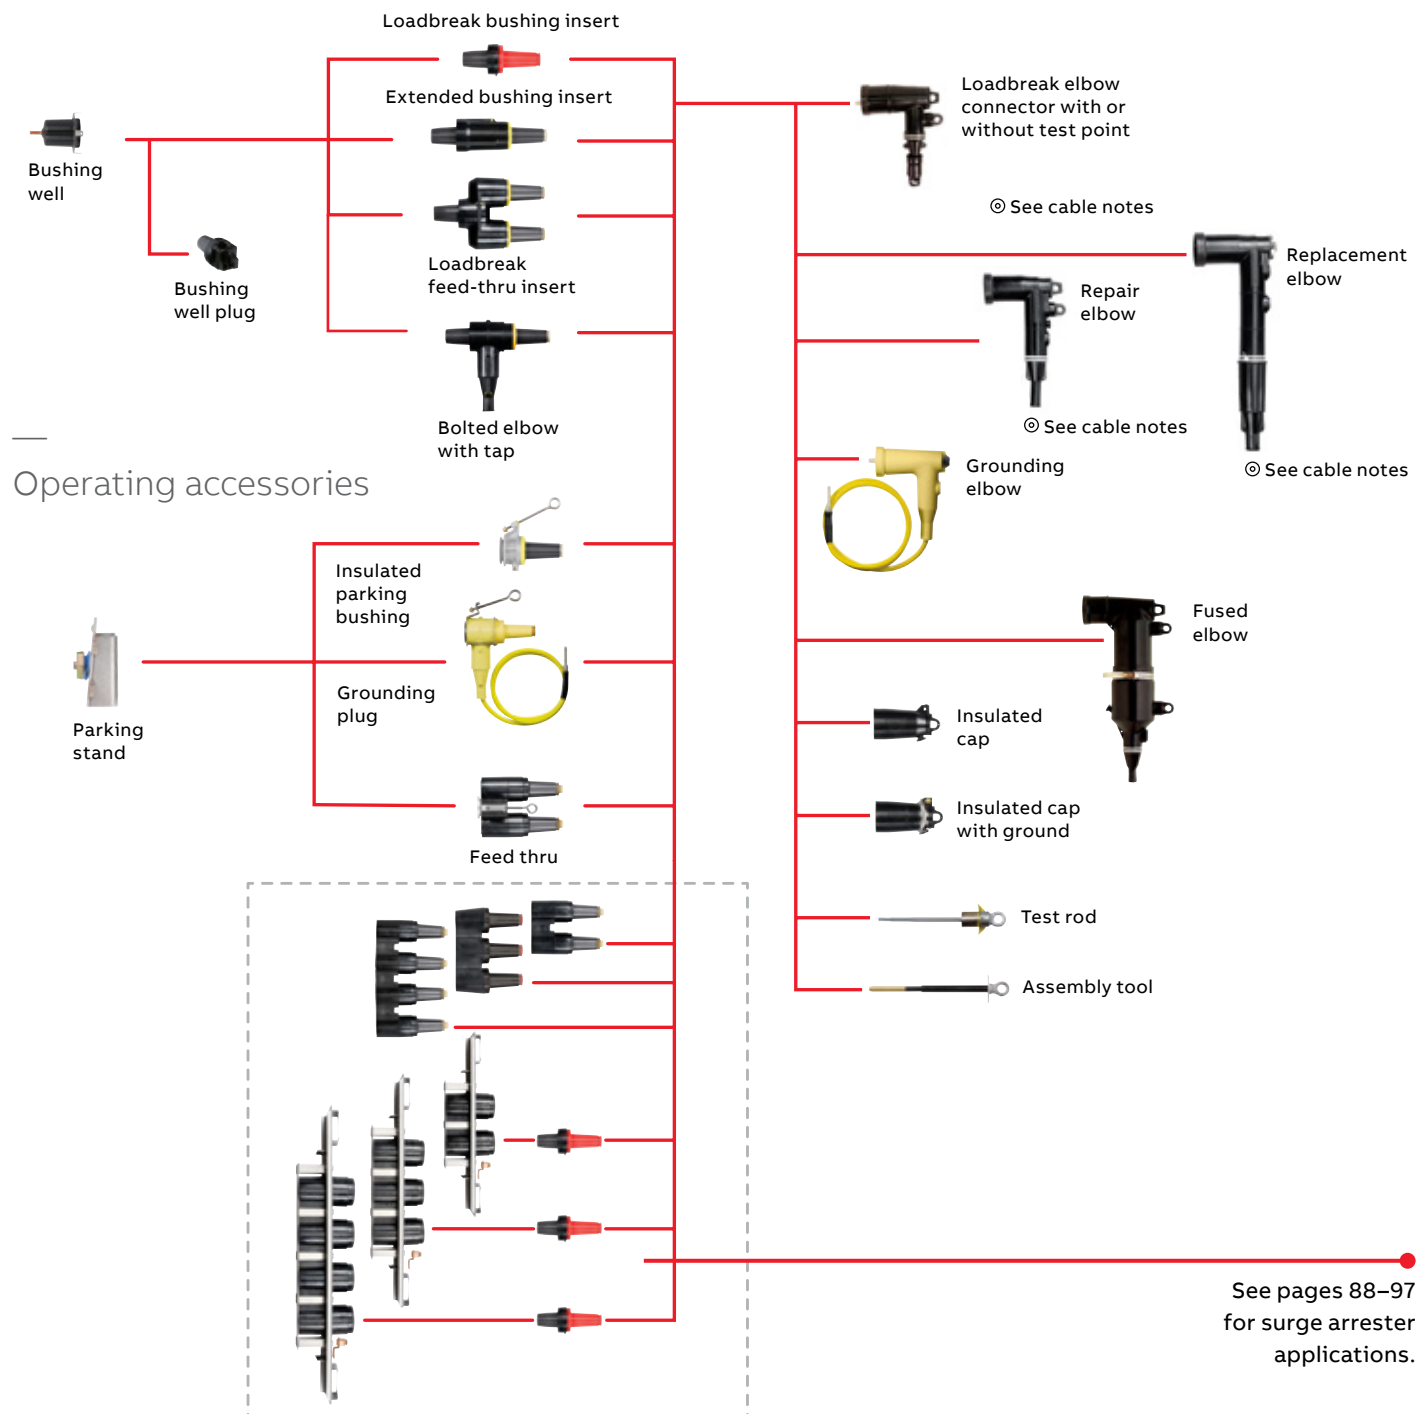 Loadbreak bushing insert
Extended bushing insert
Bushing
well
Bushing
well plug
Loadbreak
feed-thru insert
Bolted elbow
with tap
Loadbreak elbow
connector with or
without test point
See cable notes
Replacement
elbow
Repair
elbow
See cable notes
See cable notes
Grounding
elbow
Operating accessories
Insulated
parking
bushing
Grounding
plug
Parking
stand
Feed thru
Fused
elbow
Insulated
cap
Insulated cap
with ground
Test rod
Assembly tool
See pages 88–97
for surge arrester
applications.